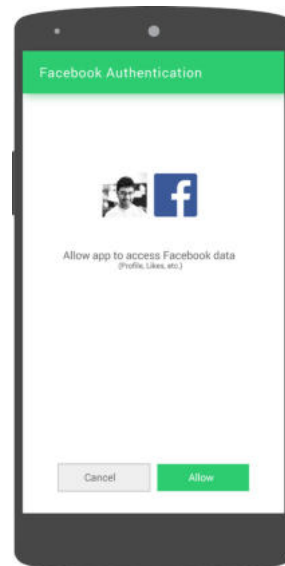 Facebook Authentication
f
Allow app to access Facebook data
(Profile, Likes, etc.)
Cancel
Allow